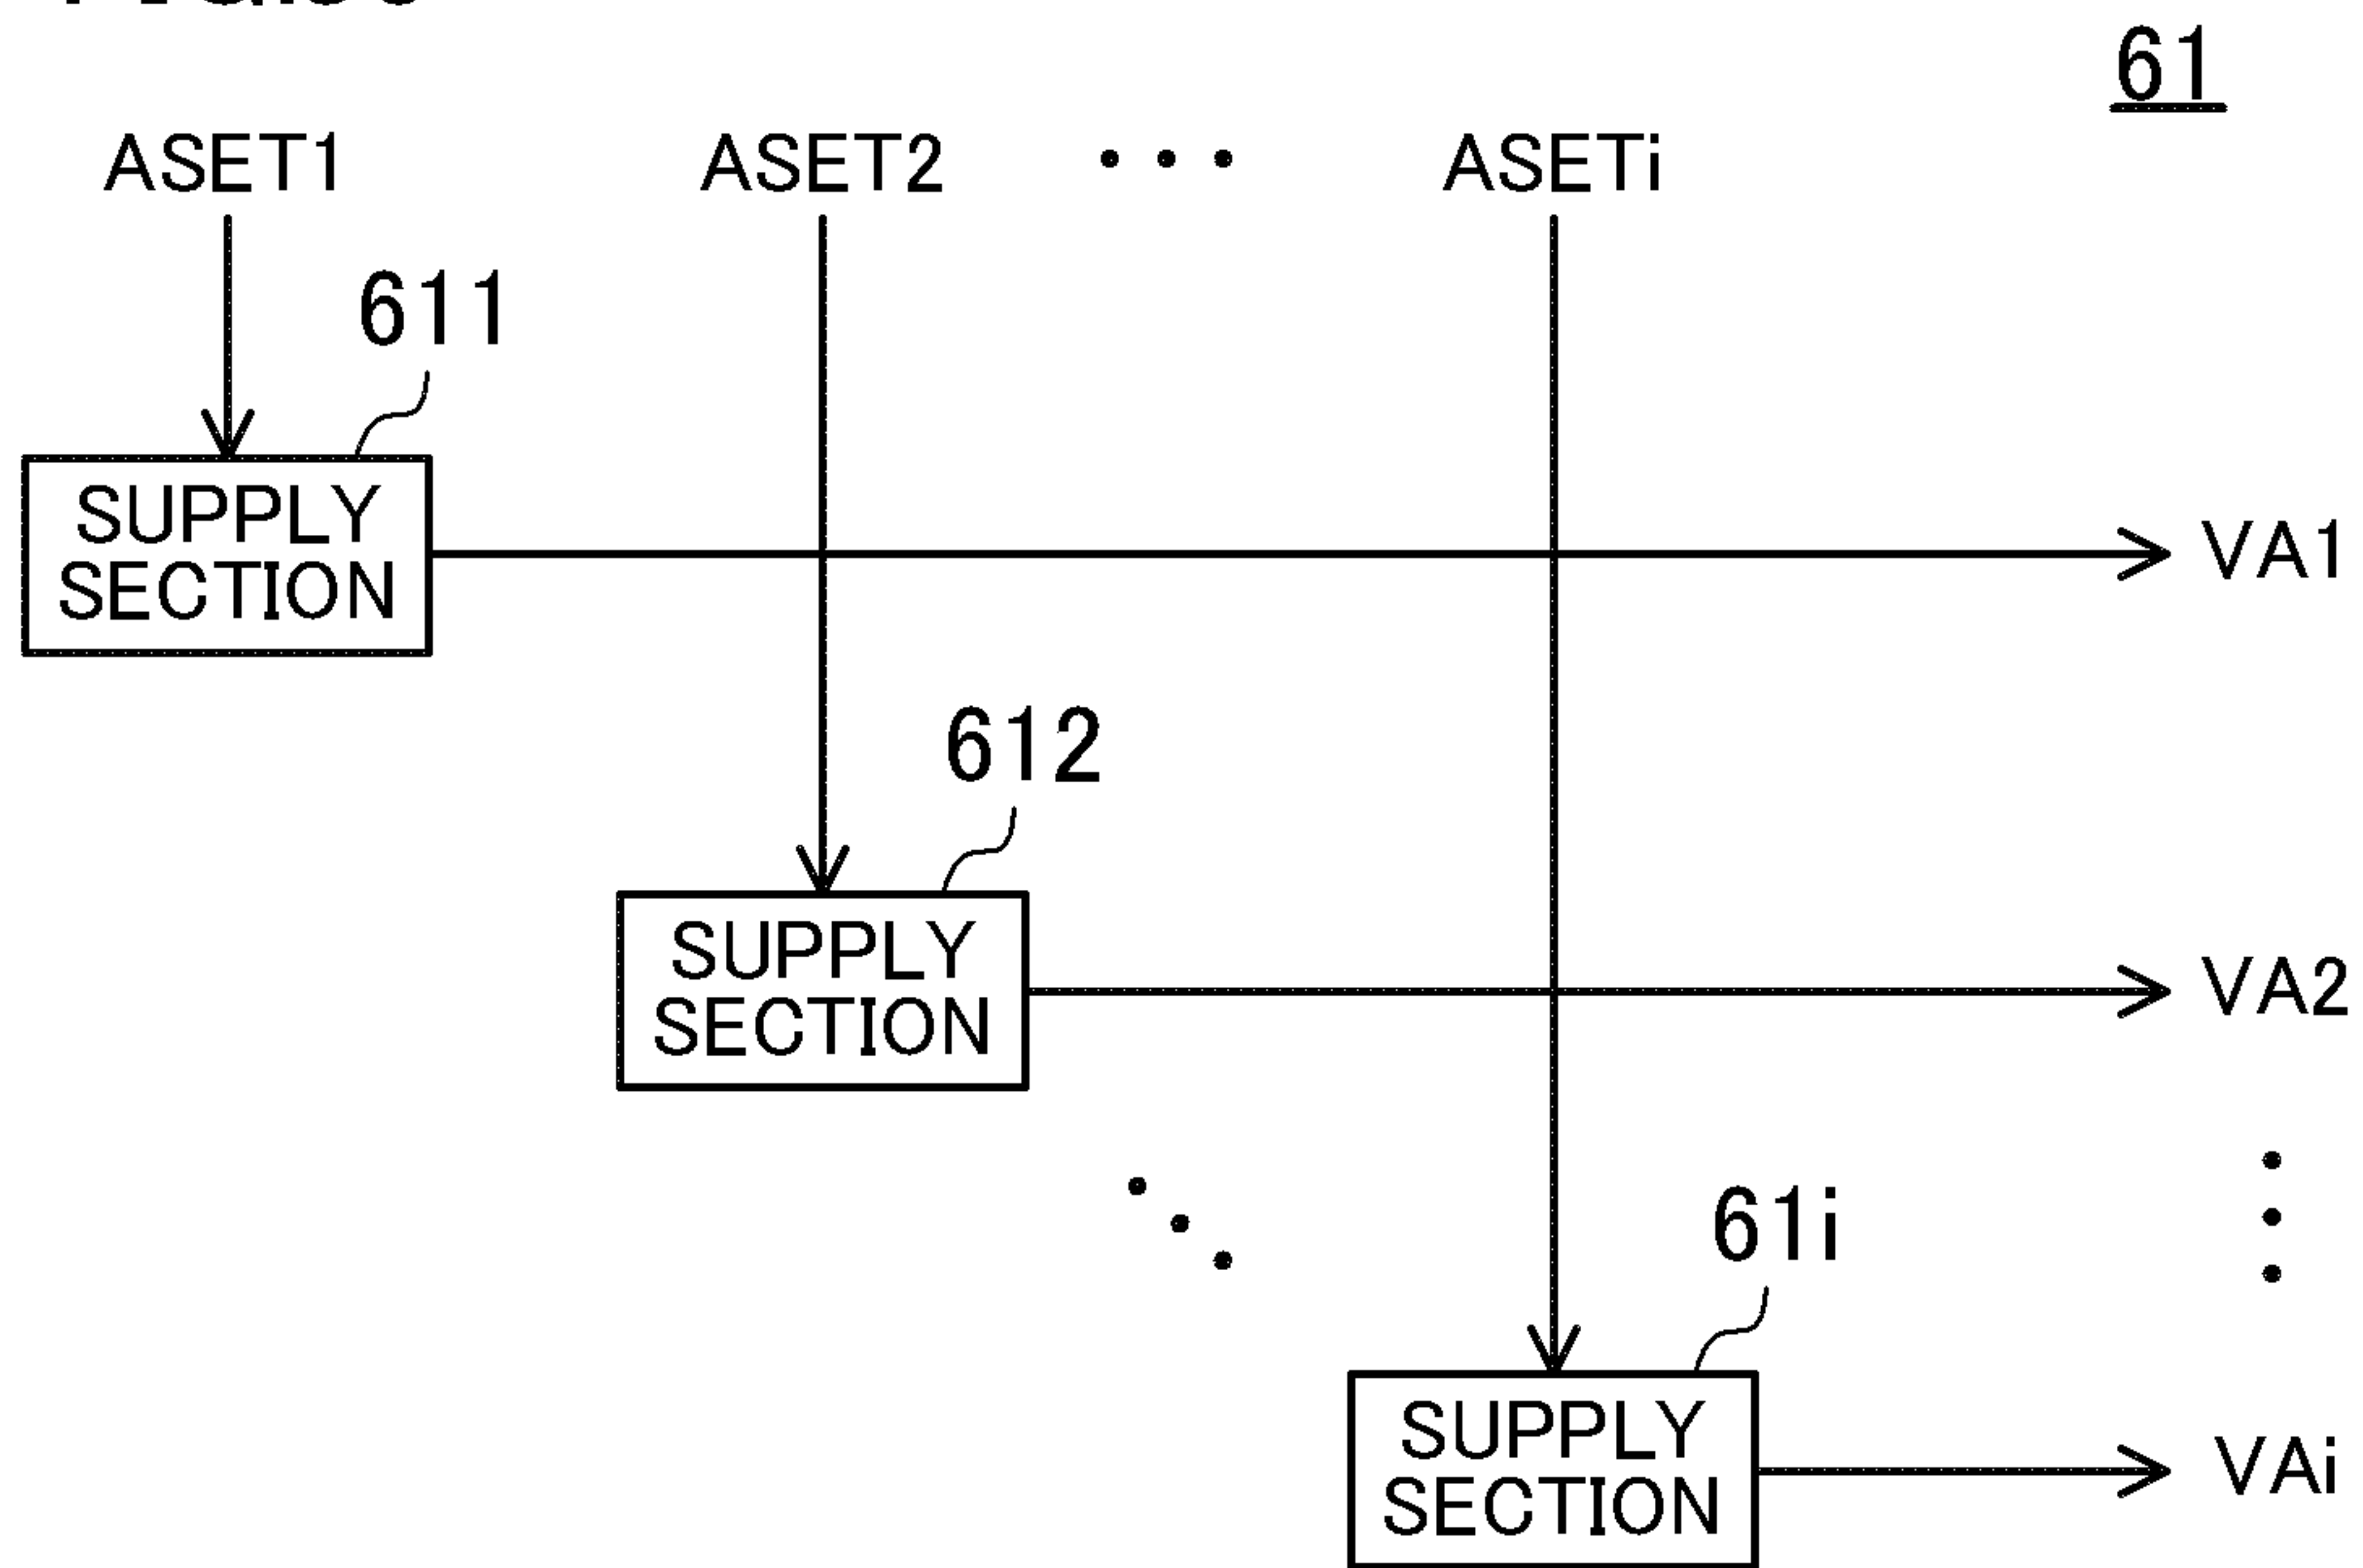 61
ASET1 ASET2 • • • ASETi
611
SUPPLY
SECTION
VA1
612
SUPPLY
SECTION
VA2
61i
SUPPLY
SECTION
VAi